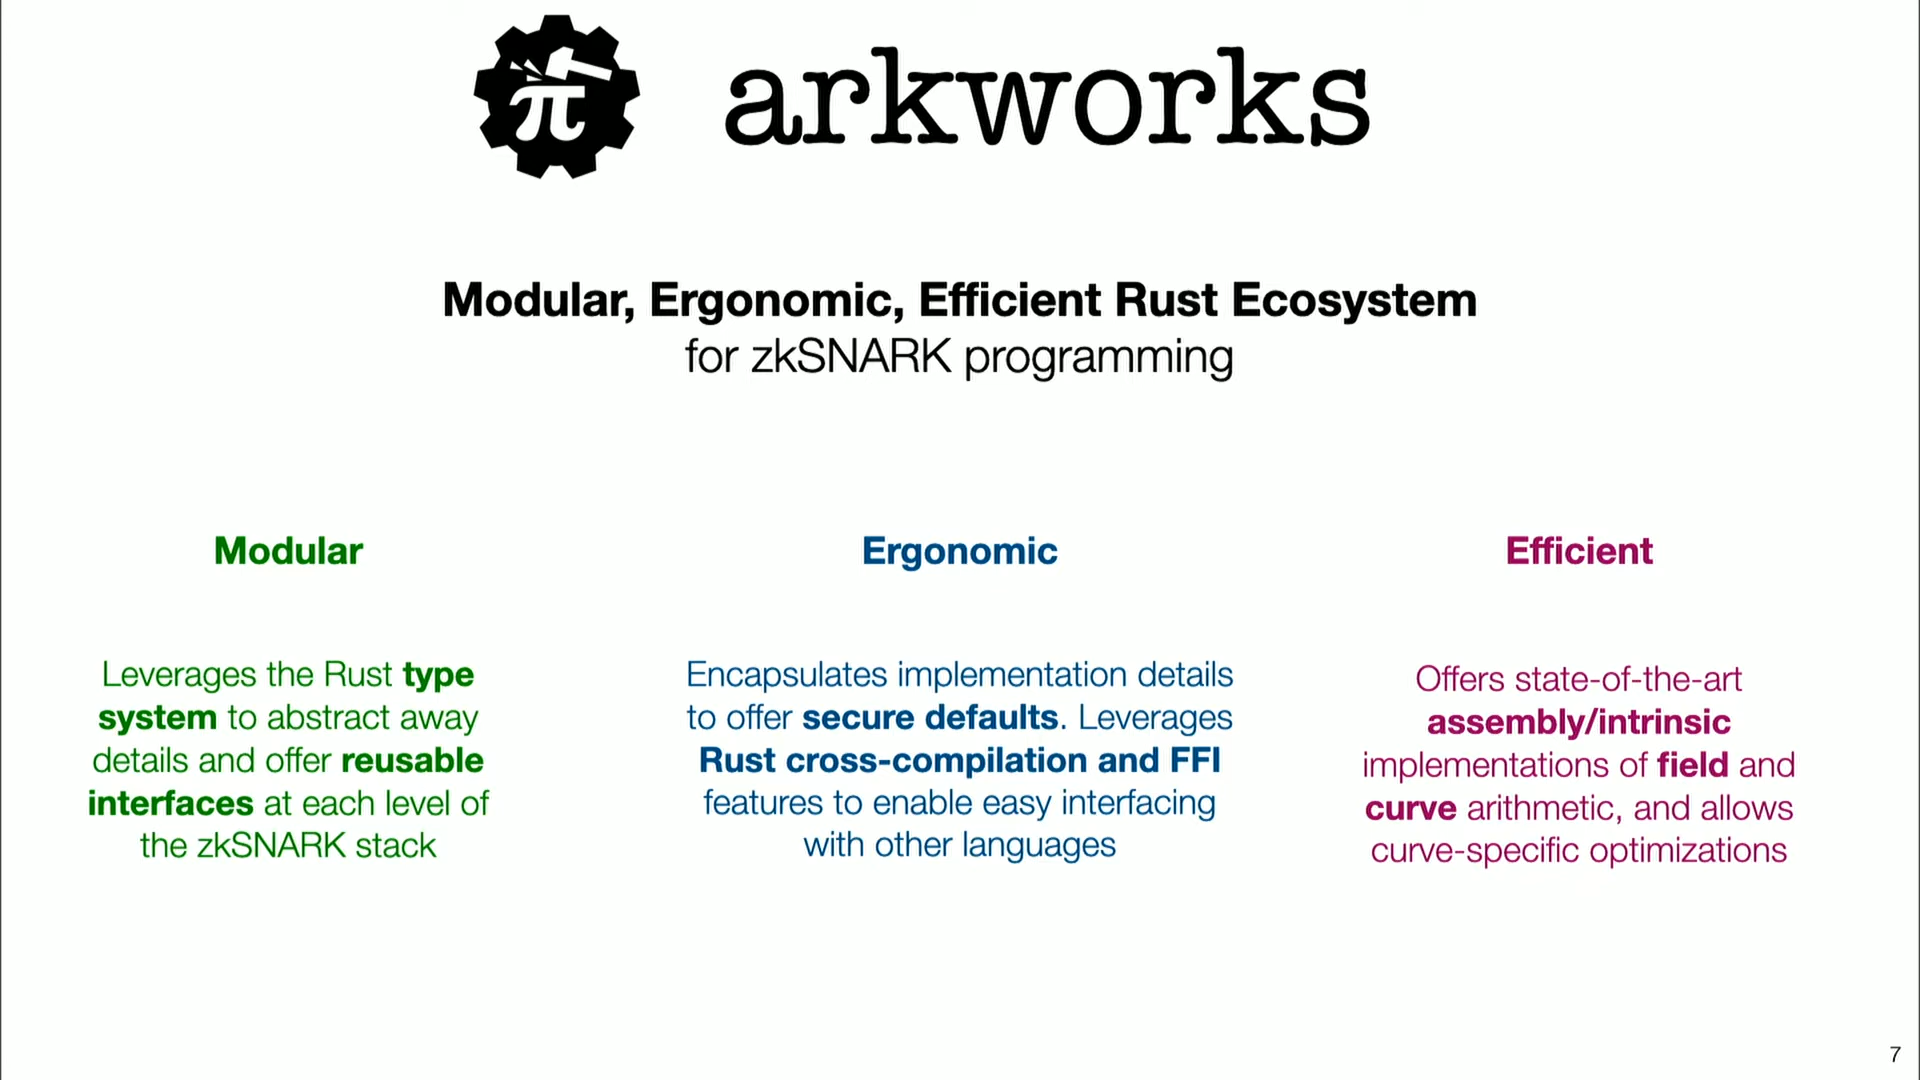 π
arkworks
Modular, Ergonomic, Efficient Rust Ecosystem
for zkSNARK programming
Modular
Leverages the Rust type
system to abstract away
details and offer reusable
interfaces at each level of
the zkSNARK stack
Ergonomic
Encapsulates implementation details
to offer secure defaults. Leverages
Rust cross-compilation and FFI
features to enable easy interfacing
with other languages
Efficient
Offers state-of-the-art
assembly/intrinsic
implementations of field and
curve arithmetic, and allows
curve-specific optimizations
7